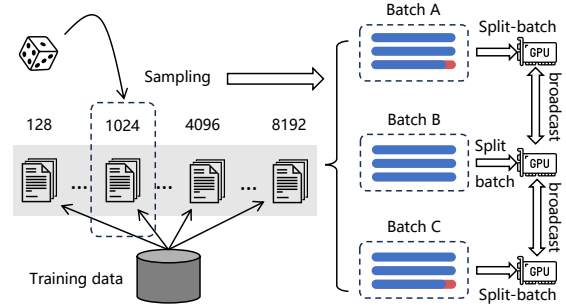 Batch A
Split-batch
GPU
Sampling
broadcast
128
1024
4096
8192
Batch B
Split
batch
GPU
... ... ...
broadcast
Batch C
Training data
GPU
Split-batch